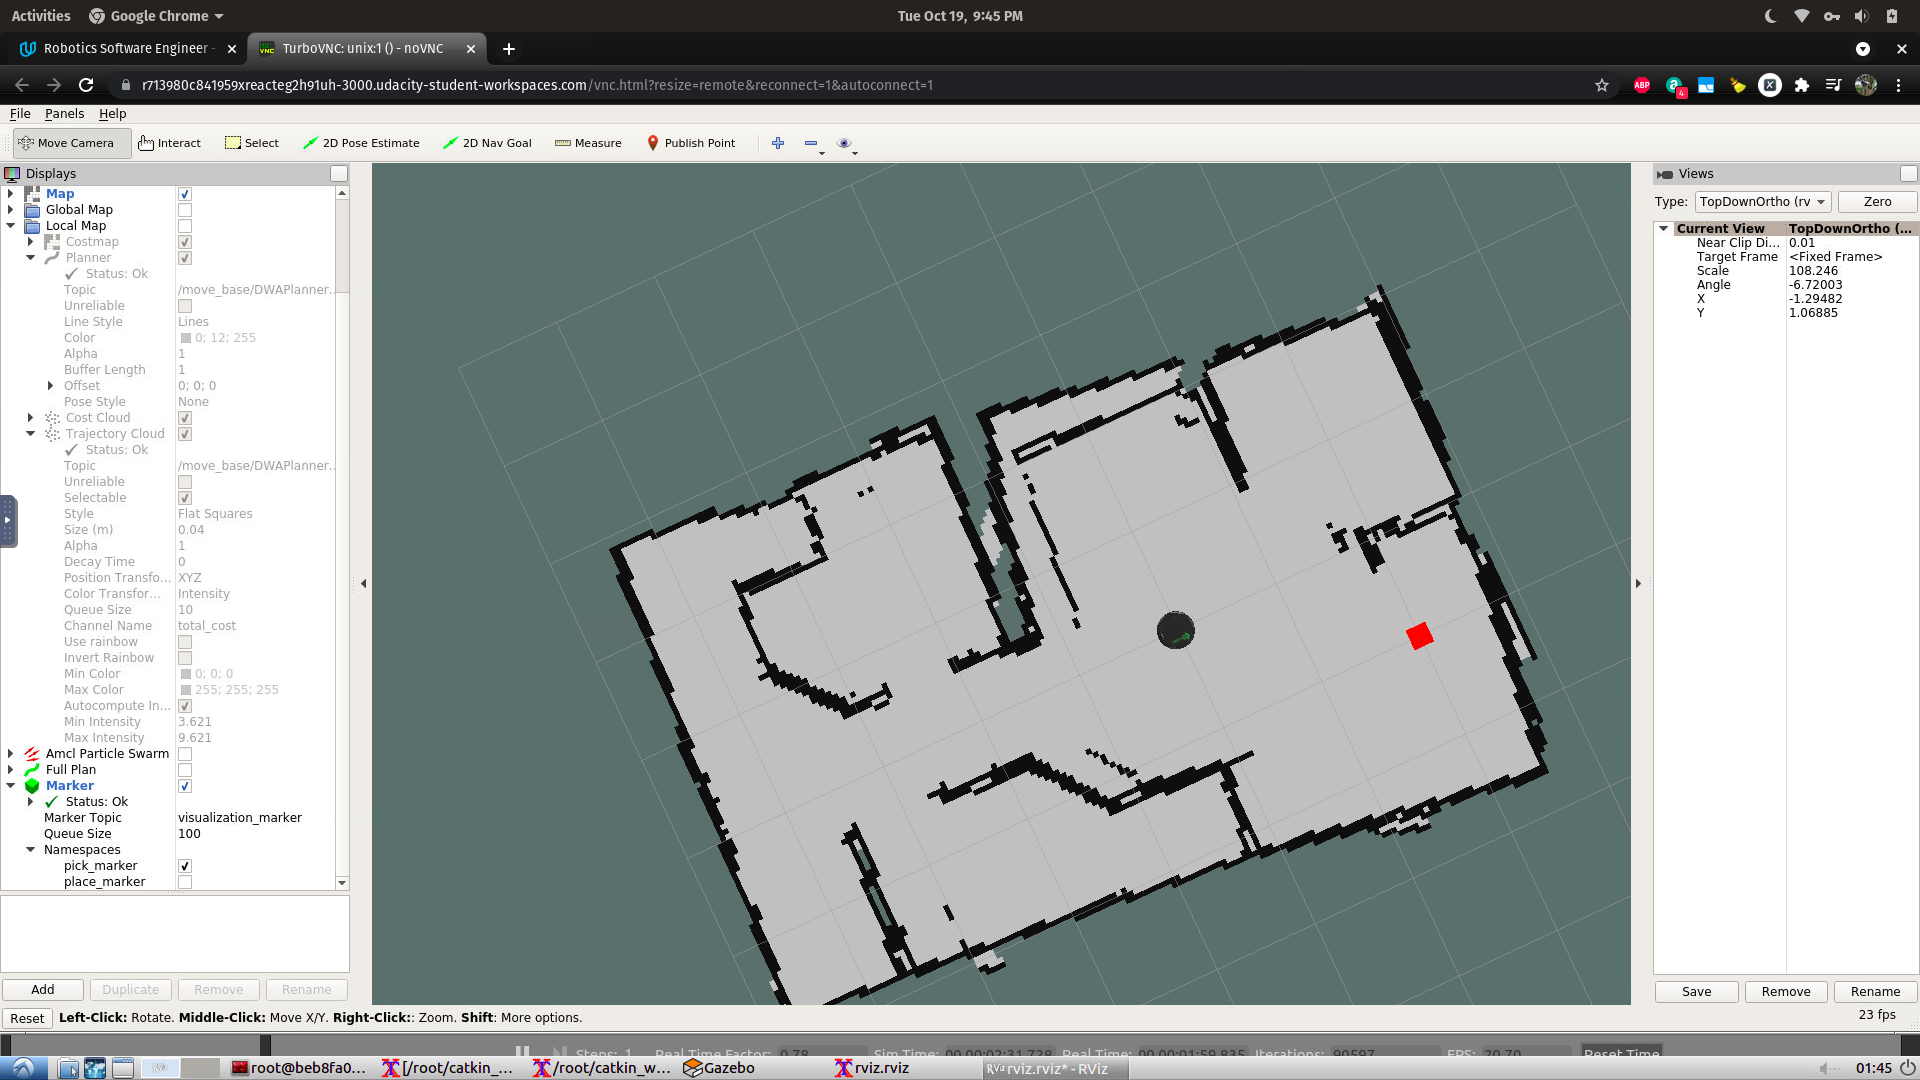 Activities Google Chrome Tue Oct 19, 9:45 PM
Robotics Software Engineer - TurboVNC: unix:1 () - noVNC
r713980c841959xreacteg2h91uh-3000.udacity-student-workspaces.com/vnc.html?resize=remote&reconnect=1&autoconnect=1 ABP 4
File Panels Help
Move Camera Interact Select 2D Pose Estimate 2D Nav Goal Measure Publish Point
Displays
Map
Global Map
Local Map
Costmap
Planner
Status: Ok
Topic /move_base/DWAPlanner...
Unreliable
Line Style Lines
Color 0; 12; 255
Alpha 1
Buffer Length 1
Offset 0; 0; 0
Pose Style None
Cost Cloud
Trajectory Cloud
Status: Ok
Topic /move_base/DWAPlanner...
Unreliable
Selectable
Style Flat Squares
Size (m) 0.04
Alpha 1
Decay Time 0
Position Transfo... XYZ
Color Transfor... Intensity
Queue Size 10
Channel Name total_cost
Use rainbow
Invert Rainbow
Min Color 0; 0; 0
Max Color 255; 255; 255
Autocompute In...
Min Intensity 3.621
Max Intensity 9.621
Amcl Particle Swarm
Full Plan
Marker
Status: Ok
Marker Topic visualization_marker
Queue Size 100
Namespaces
pick_marker
place_marker
Add Duplicate Remove Rename
Views
Type: TopDownOrtho (rv Zero
Current View TopDownOrtho (...
Near Clip Di... 0.01
Target Frame <Fixed Frame>
Scale 108.246
Angle -6.72003
X -1.29482
Y 1.06885
Save Remove Rename
Reset Left-Click: Rotate. Middle-Click: Move X/Y. Right-Click:: Zoom. Shift: More options. 23 fps
Steps: 1 Real Time Factor: 0.78 Sim Time: 00 00:02:31.728 Real Time: 00 00:01:59.835 Iterations: 90597 FPS: 20.70 Reset Time
root@beb8fa0... [/root/catkin_... /root/catkin_w... Gazebo rviz.rviz rviz.rviz* - RViz 01:45